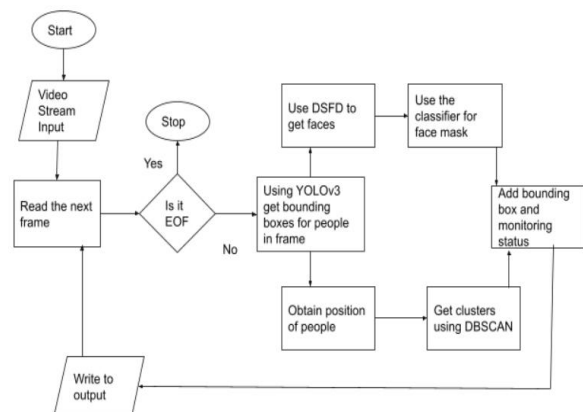 Start
Video
Stream
Input
Read the next
frame
Stop
Yes
Is it
EOF
No
Using YOLOv3
get bounding
boxes for people
in frame
Use DSFD to
get faces
Use the
classifier for
face mask
Obtain position
of people
Get clusters
using DBSCAN
Add bounding
box and
monitoring
status
Write to
output